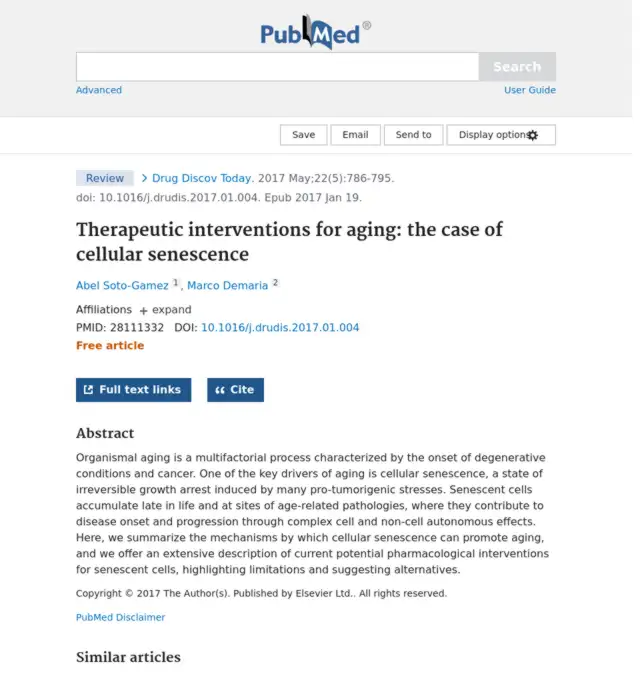 PubMed®
Search
Advanced
User Guide
Save
Email
Send to
Display options
Review
Drug Discov Today. 2017 May;22(5):786-795.
doi: 10.1016/j.drudis.2017.01.004. Epub 2017 Jan 19.
Therapeutic interventions for aging: the case of
cellular senescence
Abel Soto-Gamez 1, Marco Demaria 2
Affiliations + expand
PMID: 28111332 DOI: 10.1016/j.drudis.2017.01.004
Free article
Full text links
Cite
Abstract
Organismal aging is a multifactorial process characterized by the onset of degenerative
conditions and cancer. One of the key drivers of aging is cellular senescence, a state of
irreversible growth arrest induced by many pro-tumorigenic stresses. Senescent cells
accumulate late in life and at sites of age-related pathologies, where they contribute to
disease onset and progression through complex cell and non-cell autonomous effects.
Here, we summarize the mechanisms by which cellular senescence can promote aging,
and we offer an extensive description of current potential pharmacological interventions
for senescent cells, highlighting limitations and suggesting alternatives.
Copyright © 2017 The Author(s). Published by Elsevier Ltd.. All rights reserved.
PubMed Disclaimer
Similar articles